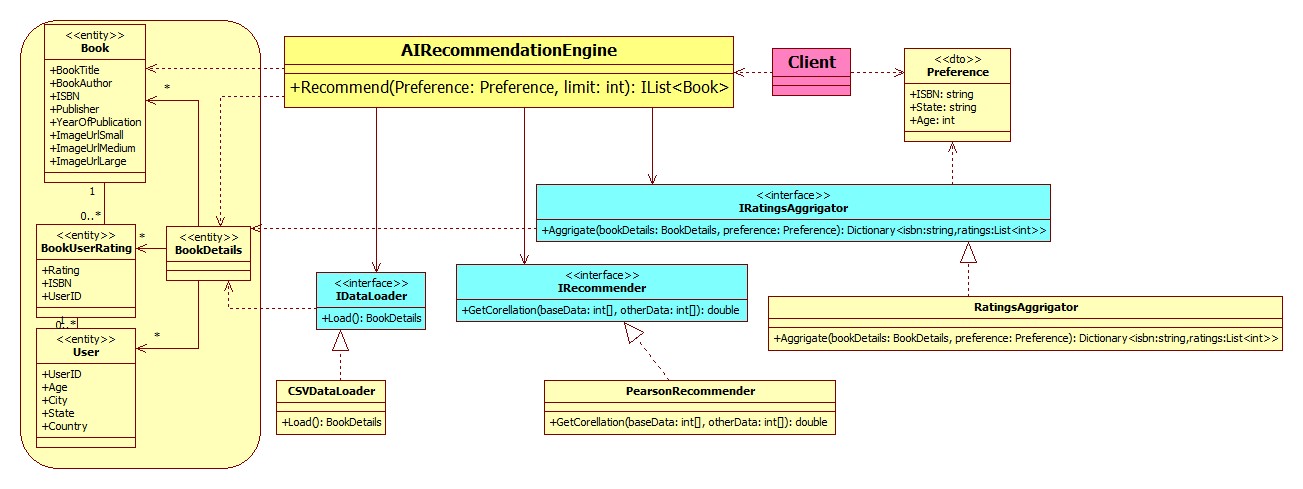 <<entity>>
Book
+BookTitle
+BookAuthor
+ISBN
+Publisher
+YearOfPublication
+ImageUrlSmall
+ImageUrlMedium
+ImageUrlLarge
*
1
0..*
<<entity>>
BookUserRating
+Rating
+ISBN
+UserID
*
<<entity>>
BookDetails
1
0..*
*
<<entity>>
User
+UserID
+Age
+City
+State
+Country
AIRecommendationEngine
+Recommend(Preference: Preference, limit: int): IList<Book>
Client
<<dto>>
Preference
+ISBN: string
+State: string
+Age: int
<<interface>>
IRatingsAggrigator
+Aggrigate(bookDetails: BookDetails, preference: Preference): Dictionary<isbn:string,ratings:List<int>>
<<interface>>
IDataLoader
+Load(): BookDetails
<<interface>>
IRecommender
+GetCorellation(baseData: int[], otherData: int[]): double
RatingsAggrigator
+Aggrigate(bookDetails: BookDetails, preference: Preference): Dictionary<isbn:string,ratings:List<int>>
CSVDataLoader
+Load(): BookDetails
PearsonRecommender
+GetCorellation(baseData: int[], otherData: int[]): double